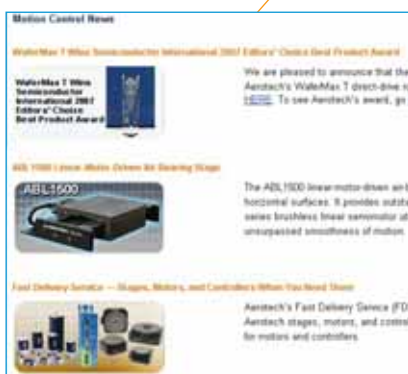 Motion Control News
WaferMax T Wins Semiconductor International 2007 Editors' Choice Best Product Award
WaferMax T Wins
Semiconductor
International 2007
Editors' Choice
Best Product Award
We are pleased to announce that the
Aerotech's WaferMax T direct-drive
HERE. To see Aerotech's award, go
ABL1500 Linear-Motor-Driven Air-Bearing Stage
ABL1500
The ABL1500 linear-motor-driven air-b
horizontal surfaces. It provides outsta
series brushless linear servomotor at
unsurpassed smoothness of motion.
Fast Delivery Service — Stages, Motors, and Controllers When You Need Them
Aerotech's Fast Delivery Service (FD
Aerotech stages, motors, and control
for motors and controllers.